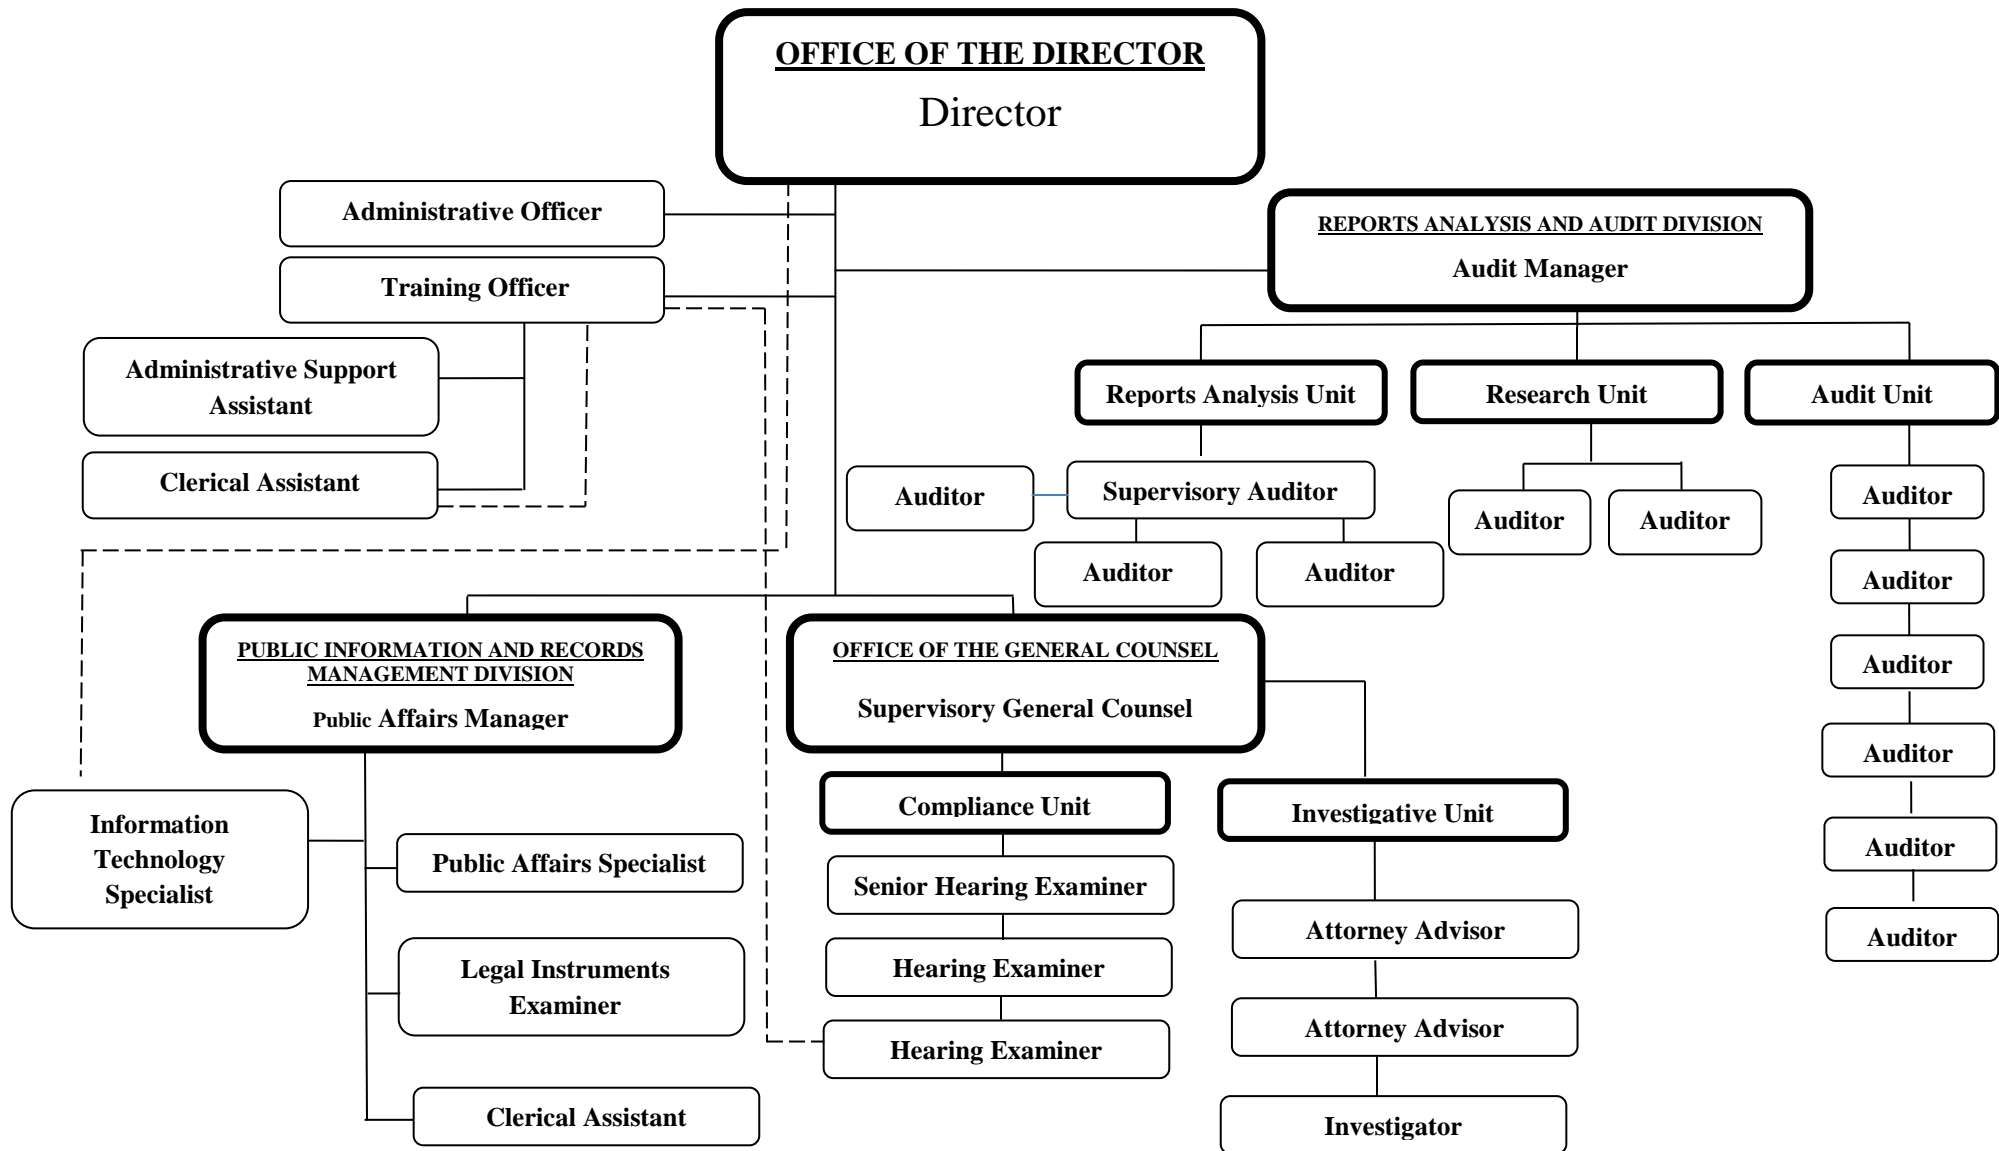 OFFICE OF THE DIRECTOR
Director
Administrative Officer
Training Officer
Administrative Support
Assistant
Clerical Assistant
REPORTS ANALYSIS AND AUDIT DIVISION
Audit Manager
Reports Analysis Unit
Research Unit
Audit Unit
Auditor
Supervisory Auditor
Auditor
Auditor
Auditor
Auditor
Auditor
Auditor
Auditor
Auditor
Auditor
Auditor
PUBLIC INFORMATION AND RECORDS
MANAGEMENT DIVISION
Public Affairs Manager
Information
Technology
Specialist
Public Affairs Specialist
Legal Instruments
Examiner
Clerical Assistant
OFFICE OF THE GENERAL COUNSEL
Supervisory General Counsel
Compliance Unit
Senior Hearing Examiner
Hearing Examiner
Hearing Examiner
Investigative Unit
Attorney Advisor
Attorney Advisor
Investigator